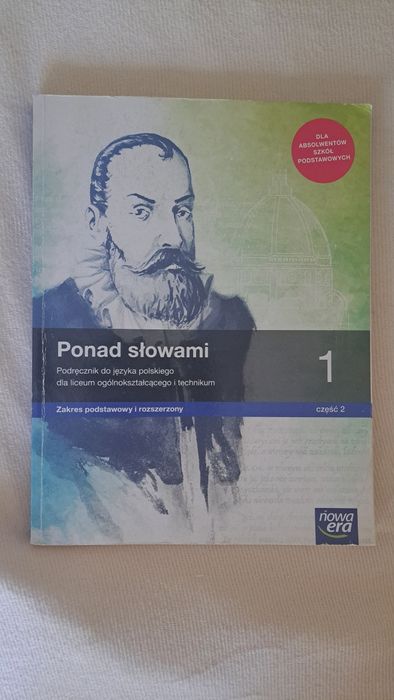 DLA
ABSOLWENTÓW
SZKÓŁ
PODSTAWOWYCH
Ponad słowami
1
Podręcznik do języka polskiego
dla liceum ogólnokształcącego i technikum
Zakres podstawowy i rozszerzony
część 2
nowa
era